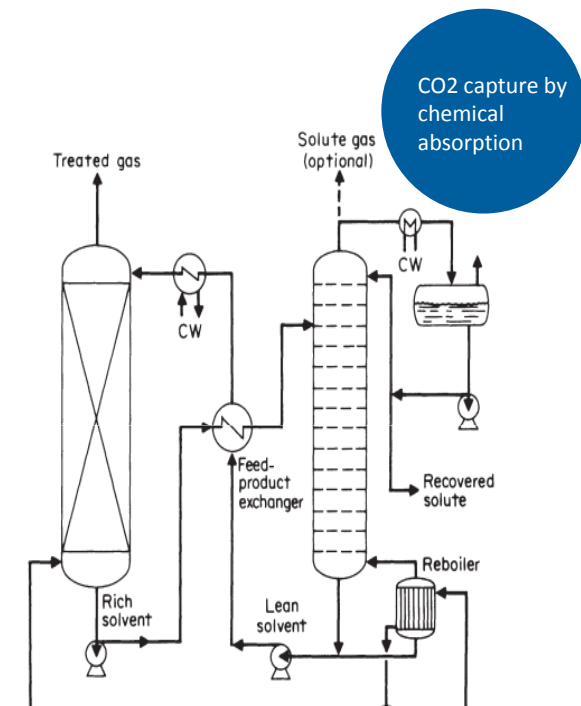 CO2 capture by
chemical
absorption
Solute gas
(optional)
Treated gas
CW
CW
Feed-
product
exchanger
Recovered
solute
Reboiler
Rich
solvent
Lean
solvent